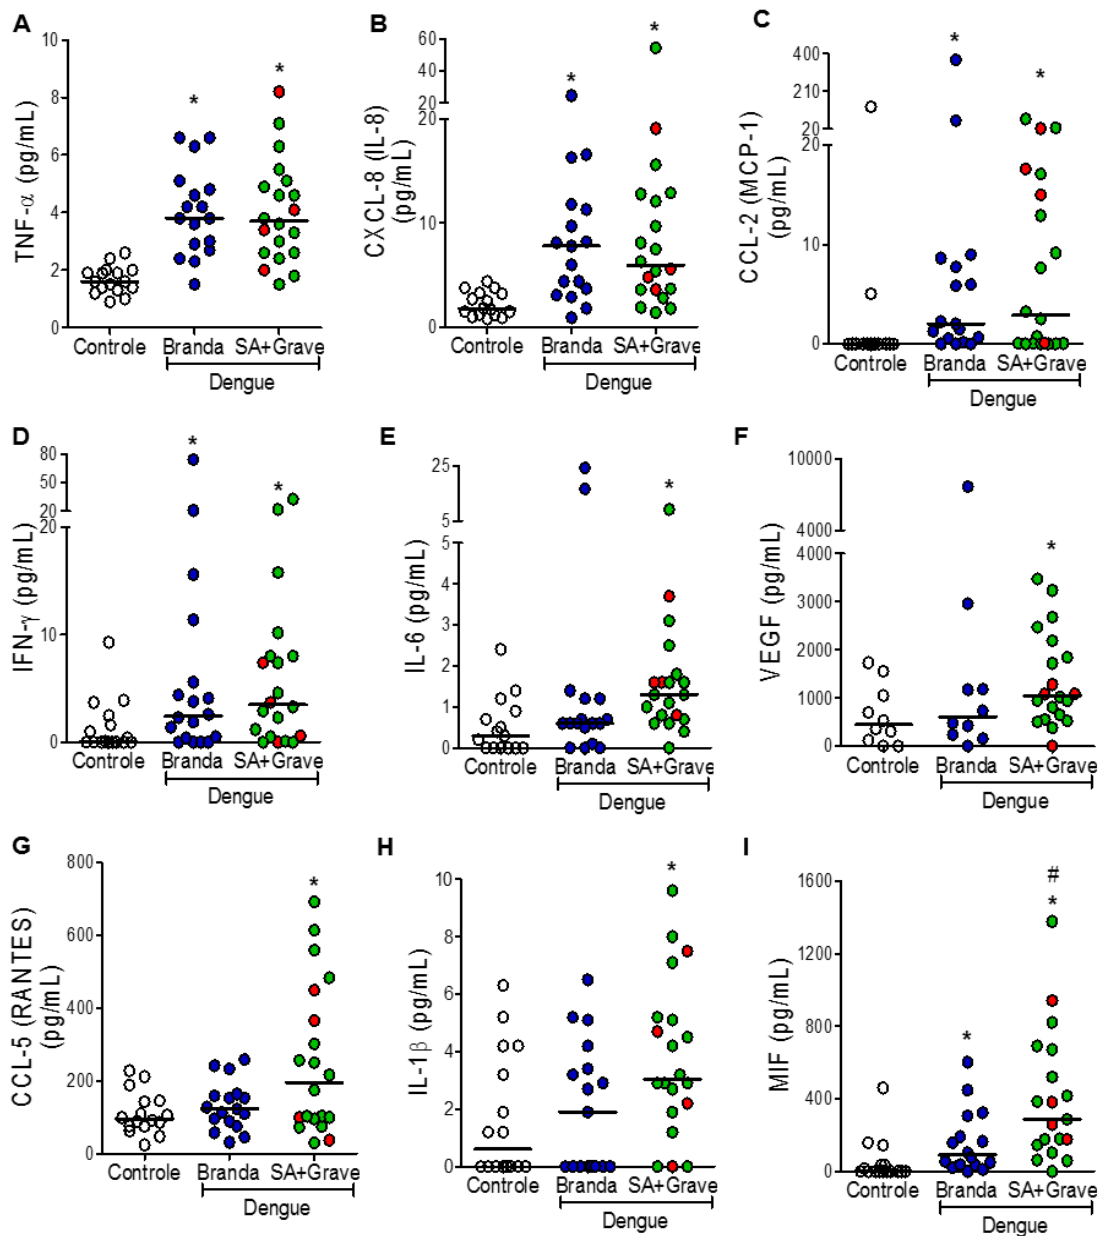 A
TNF-α (pg/mL)
10
8
6
4
2
0
*
*
Controle Branda SA+Grave
Dengue
B
CXCL-8 (IL-8)
(pg/mL)
60
40
20
20
10
0
*
*
Controle Branda SA+Grave
Dengue
C
CCL-2 (MCP-1)
(pg/mL)
400
210
20
20
10
0
*
*
Controle Branda SA+Grave
Dengue
D
IFN-γ (pg/mL)
80
50
20
20
10
0
*
*
Controle Branda SA+Grave
Dengue
E
IL-6 (pg/mL)
25
5
5
4
3
2
1
0
*
Controle Branda SA+Grave
Dengue
F
VEGF (pg/mL)
10000
4000
4000
3000
2000
1000
0
*
Controle Branda SA+Grave
Dengue
G
CCL-5 (RANTES)
(pg/mL)
800
600
400
200
0
*
Controle Branda SA+Grave
Dengue
H
IL-1β (pg/mL)
10
8
6
4
2
0
*
Controle Branda SA+Grave
Dengue
I
MIF (pg/mL)
1600
1200
800
400
0
*
#
*
Controle Branda SA+Grave
Dengue